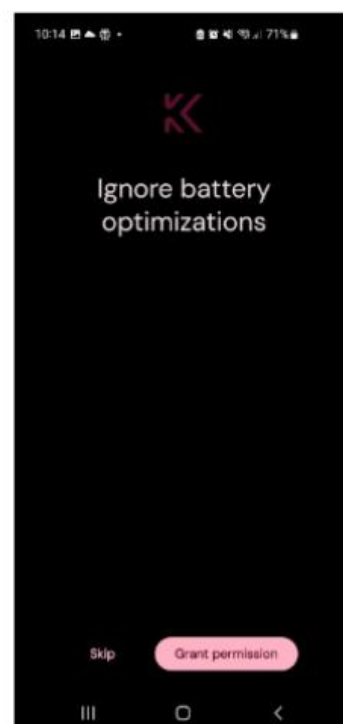 10:14
71%
Ignore battery
optimizations
Skip
Grant permission